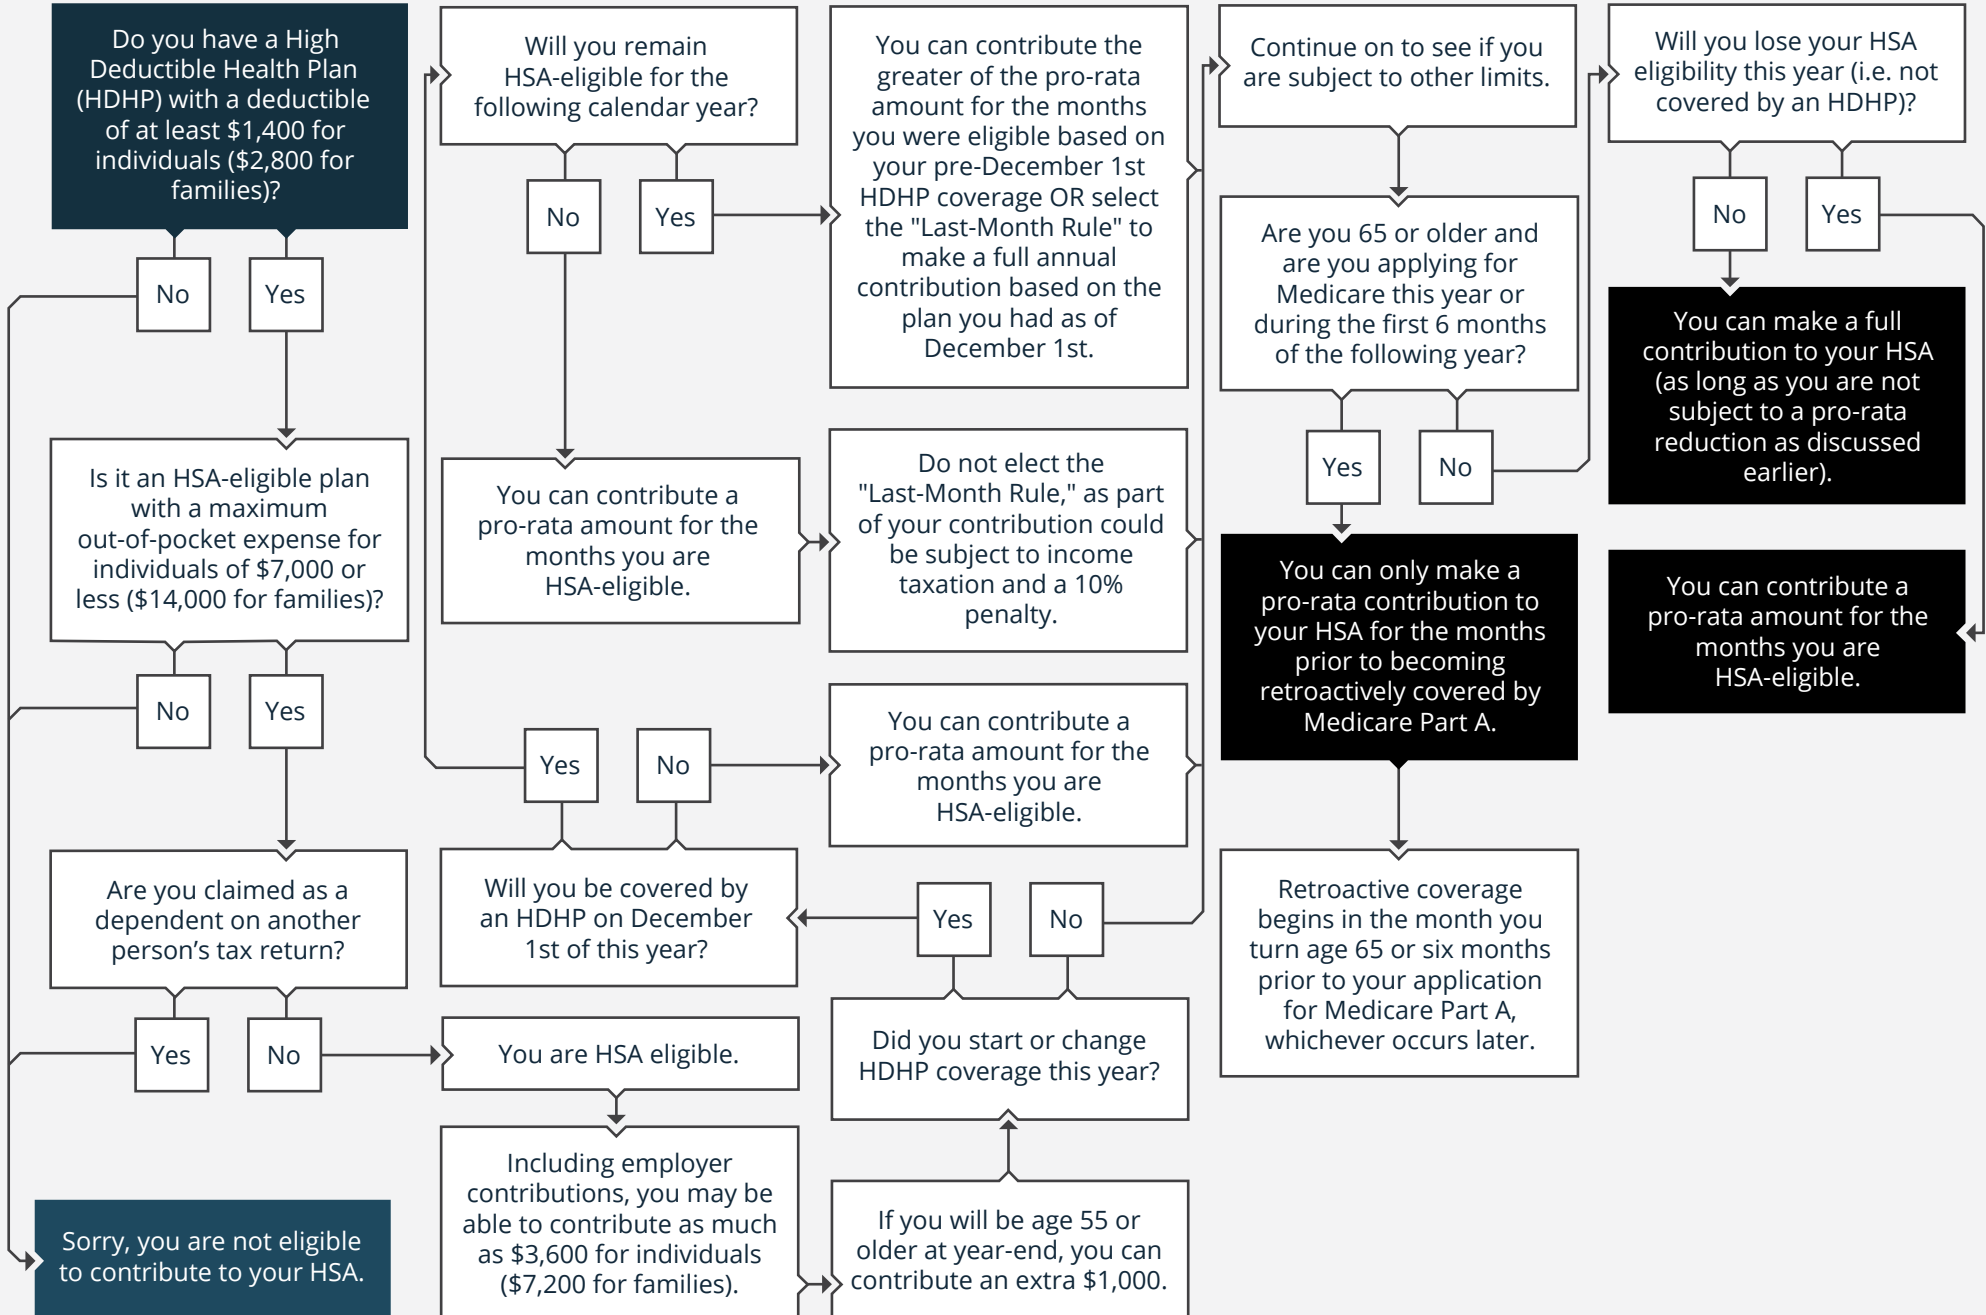 Do you have a High
Deductible Health Plan
(HDHP) with a deductible
of at least $1,400 for
individuals ($2,800 for
families)?
No
Yes
Is it an HSA-eligible plan
with a maximum
out-of-pocket expense for
individuals of $7,000 or
less ($14,000 for families)?
No
Yes
Are you claimed as a
dependent on another
person’s tax return?
Yes
No
Sorry, you are not eligible
to contribute to your HSA.
You are HSA eligible.
Including employer
contributions, you may be
able to contribute as much
as $3,600 for individuals
($7,200 for families).
If you will be age 55 or
older at year-end, you can
contribute an extra $1,000.
Did you start or change
HDHP coverage this year?
Yes
No
Will you be covered by
an HDHP on December
1st of this year?
Yes
No
You can contribute a
pro-rata amount for the
months you are
HSA-eligible.
Will you remain
HSA-eligible for the
following calendar year?
No
Yes
You can contribute a
pro-rata amount for the
months you are
HSA-eligible.
Do not elect the
"Last-Month Rule," as part
of your contribution could
be subject to income
taxation and a 10%
penalty.
You can contribute the
greater of the pro-rata
amount for the months
you were eligible based on
your pre-December 1st
HDHP coverage OR select
the "Last-Month Rule" to
make a full annual
contribution based on the
plan you had as of
December 1st.
Continue on to see if you
are subject to other limits.
Are you 65 or older and
are you applying for
Medicare this year or
during the first 6 months
of the following year?
Yes
No
You can only make a
pro-rata contribution to
your HSA for the months
prior to becoming
retroactively covered by
Medicare Part A.
Retroactive coverage
begins in the month you
turn age 65 or six months
prior to your application
for Medicare Part A,
whichever occurs later.
Will you lose your HSA
eligibility this year (i.e. not
covered by an HDHP)?
No
Yes
You can make a full
contribution to your HSA
(as long as you are not
subject to a pro-rata
reduction as discussed
earlier).
You can contribute a
pro-rata amount for the
months you are
HSA-eligible.